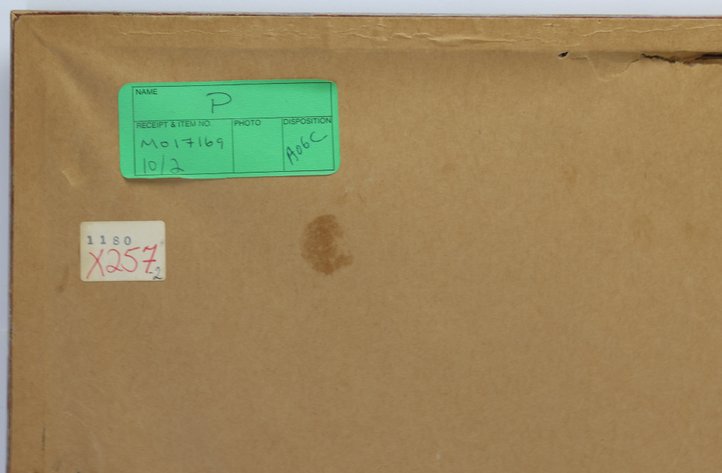 NAME
P
RECEIPT & ITEM NO. PHOTO DISPOSITION
M017169
10/2
A06C
1180
X257
2